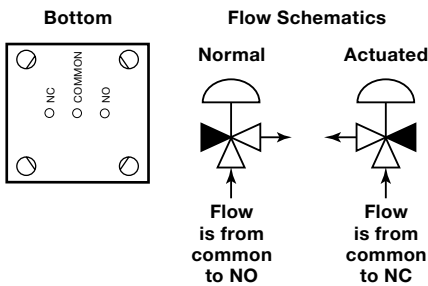 Bottom
Flow Schematics
Normal
Actuated
NC
COMMON
NO
Flow
is from
common
to NO
Flow
is from
common
to NC